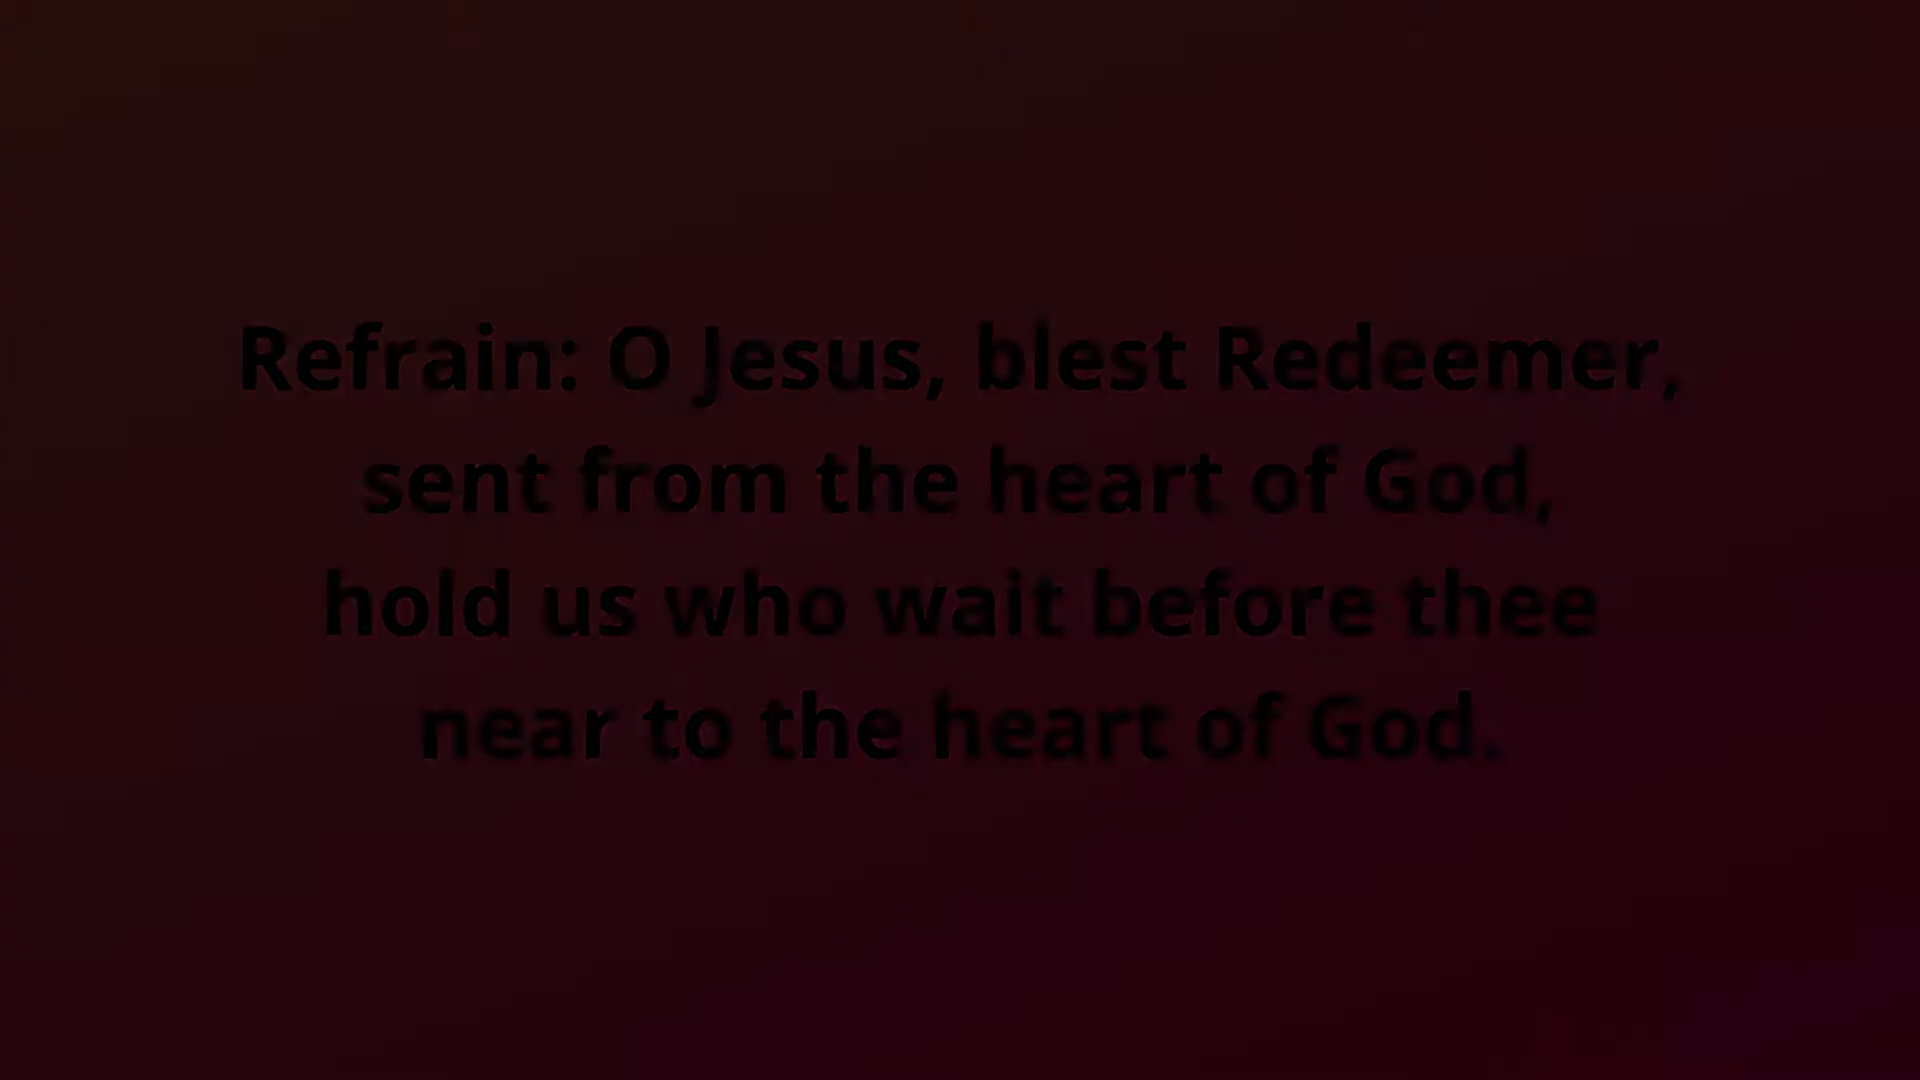 Refrain: O Jesus, blest Redeemer,
sent from the heart of God,
hold us who wait before thee
near to the heart of God.